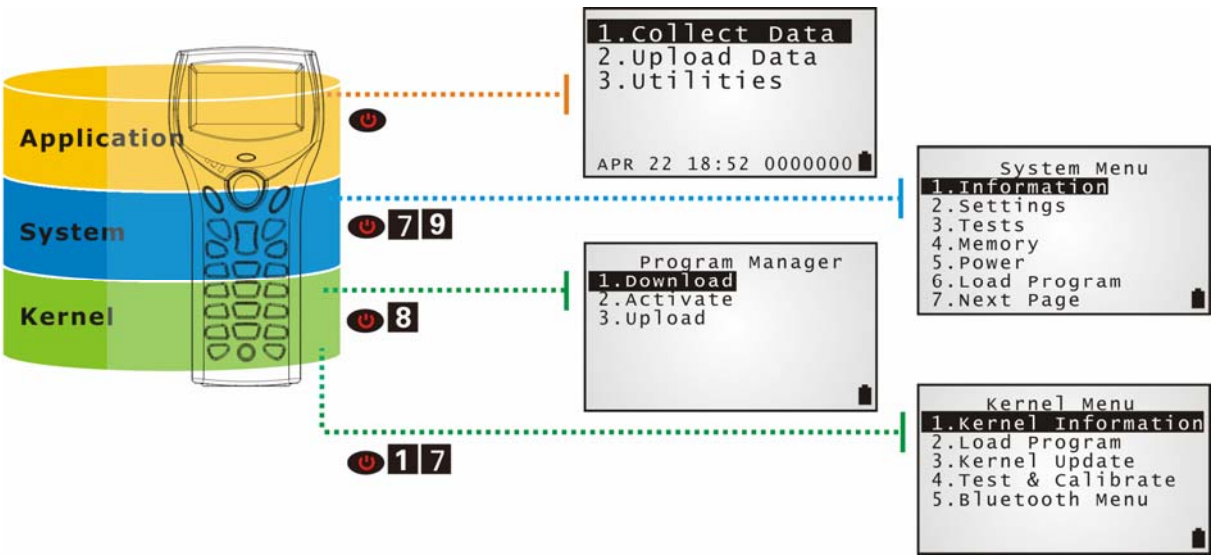 1.Collect Data
2.Upload Data
3.Utilities
APR 22 18:52 0000000
Application
System
Kernel
7 9
System Menu
1.Information
2.Settings
3.Tests
4.Memory
5.Power
6.Load Program
7.Next Page
8
Program Manager
1.Download
2.Activate
3.Upload
1 7
Kernel Menu
1.Kernel Information
2.Load Program
3.Kernel Update
4.Test & Calibrate
5.Bluetooth Menu